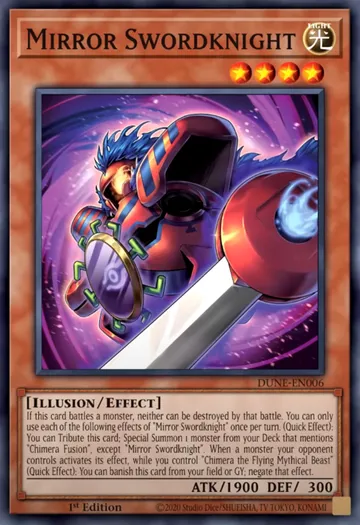 MIRROR SWORDKNIGHT
LIGHT
光
DUNE-EN006
[ILLUSION/EFFECT]
If this card battles a monster, neither can be destroyed by that battle. You can only
use each of the following effects of "Mirror Swordknight" once per turn. (Quick Effect):
You can Tribute this card; Special Summon 1 monster from your Deck that mentions
"Chimera Fusion", except "Mirror Swordknight". When a monster your opponent
controls activates its effect, while you control "Chimera the Flying Mythical Beast"
(Quick Effect): You can banish this card from your field or GY; negate that effect.
ATK/1900 DEF/ 300
1st Edition
©2020 Studio Dice/SHUEISHA, TV TOKYO, KONAMI